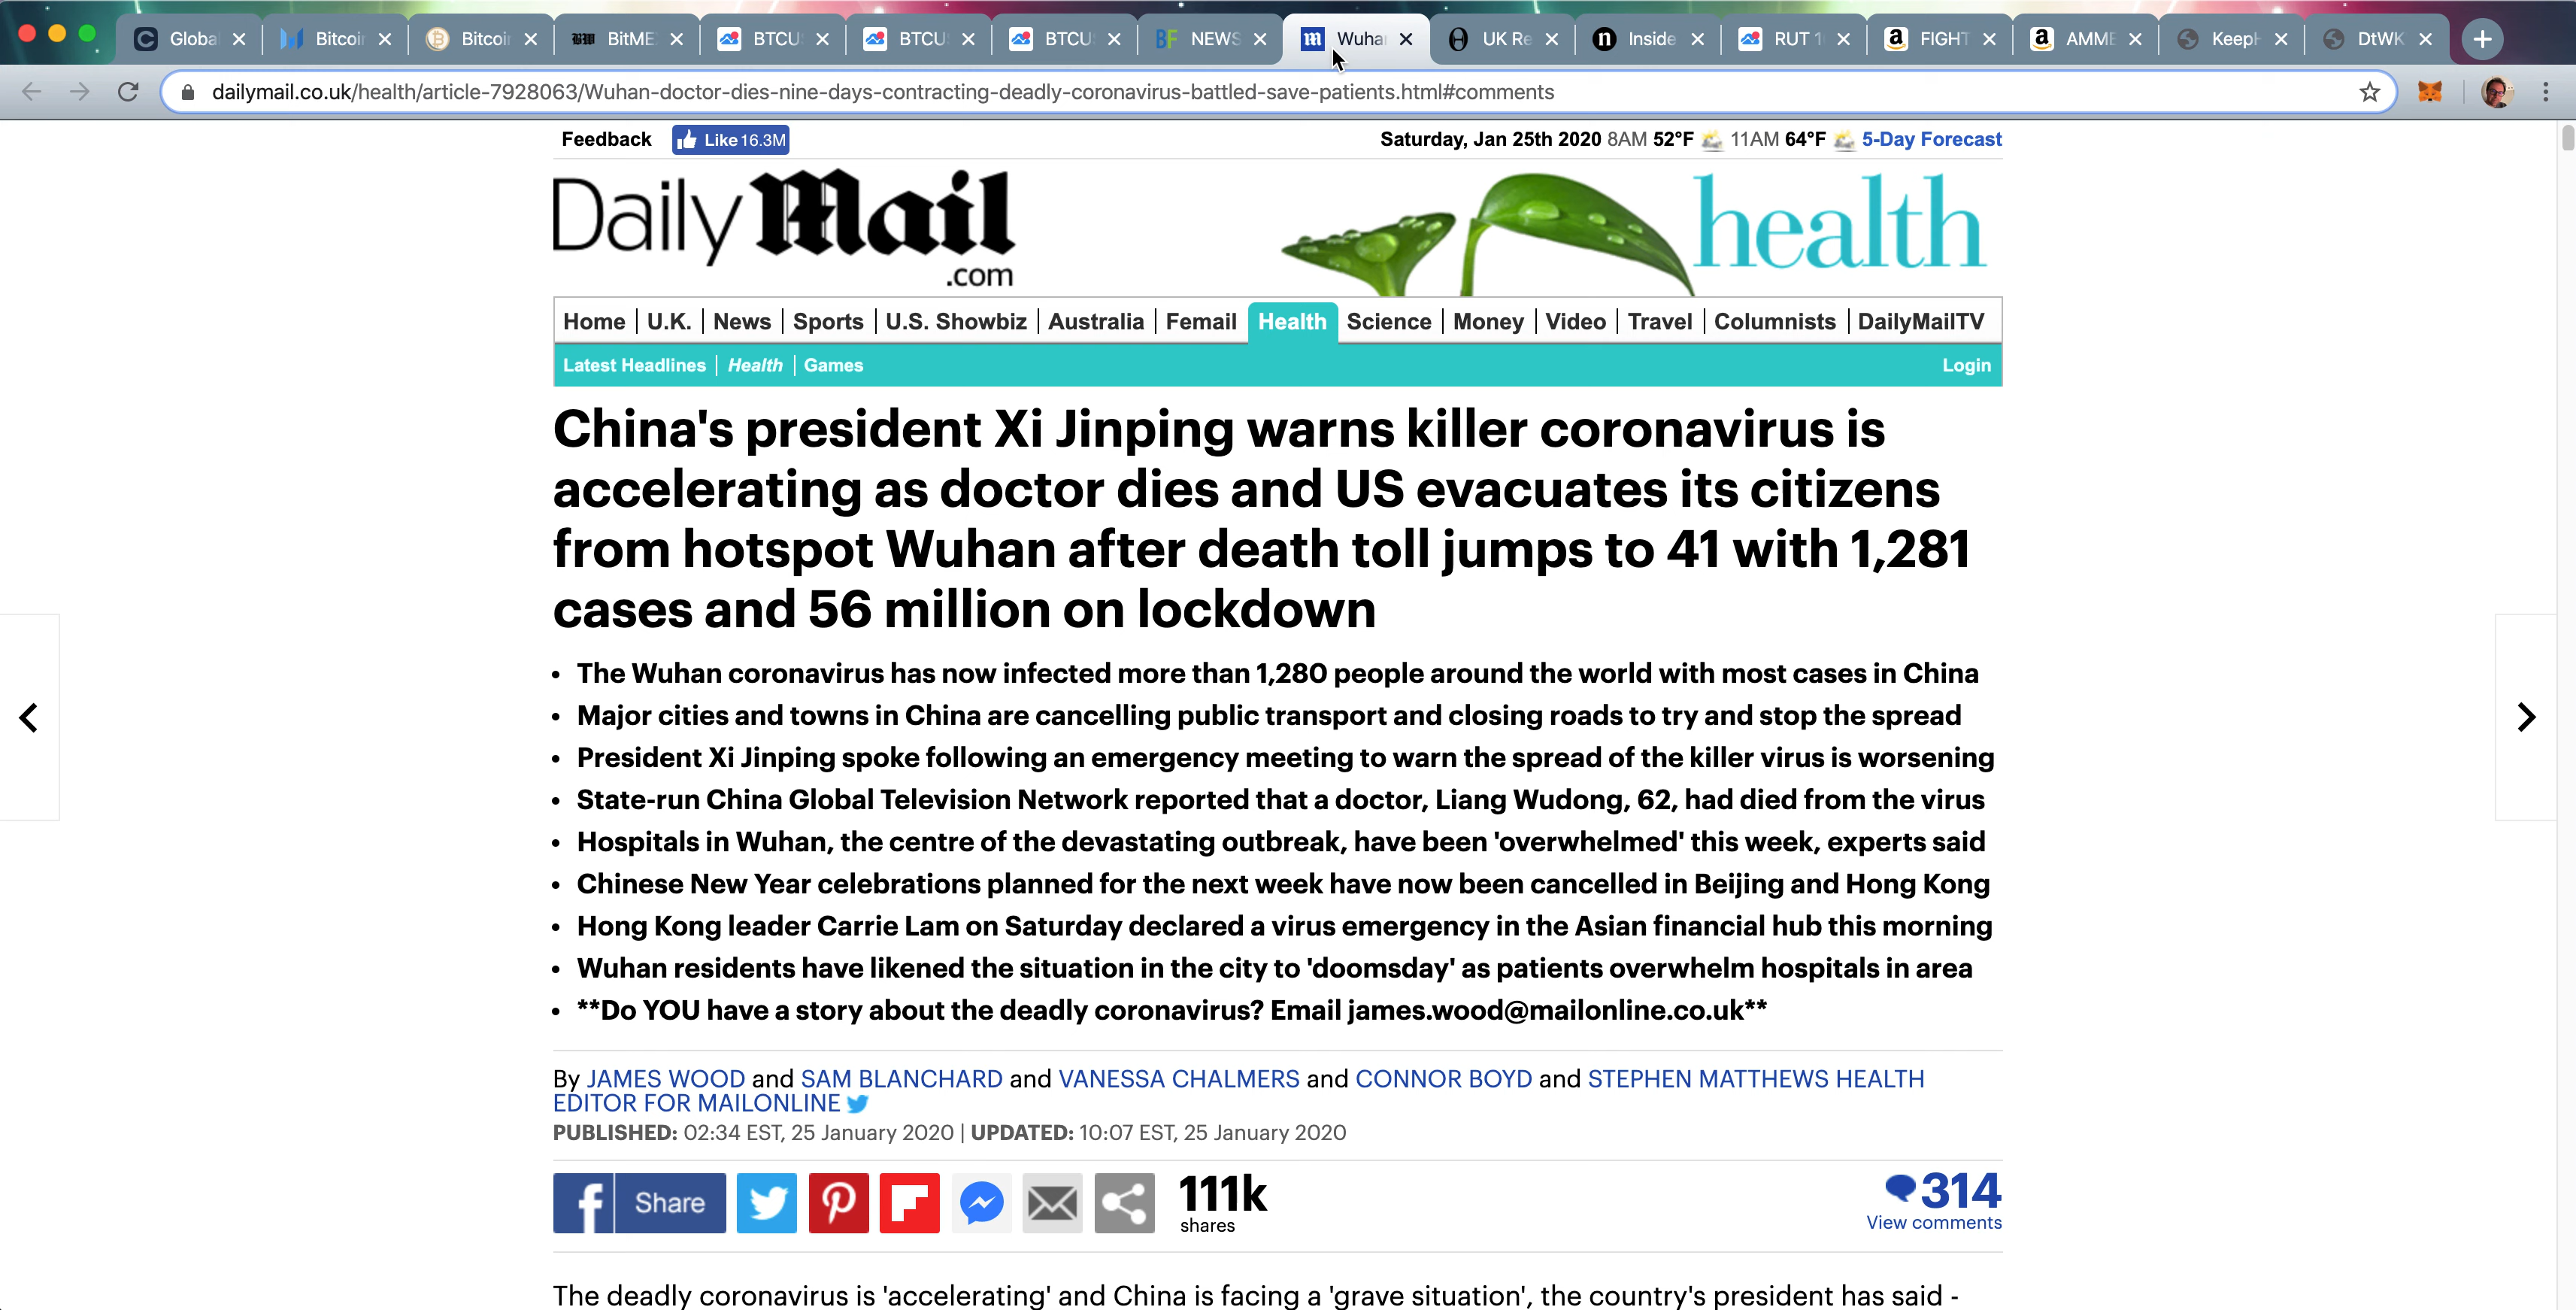 Globa
Bitcoin
Bitcoin
BitME
BTCU
BTCU
BTCU
BF NEWS
m Wuhan
UK Re
n Inside
RUT 1
a FIGHT
a AMME
KeepH
DtWK
dailymail.co.uk/health/article-7928063/Wuhan-doctor-dies-nine-days-contracting-deadly-coronavirus-battled-save-patients.html#comments
Feedback Like 16.3M Saturday, Jan 25th 2020 8AM 52°F 11AM 64°F 5-Day Forecast
Daily Mail
.com
health
Home U.K. News Sports U.S. Showbiz Australia Femail Health Science Money Video Travel Columnists DailyMailTV
Latest Headlines Health Games Login
China's president Xi Jinping warns killer coronavirus is
accelerating as doctor dies and US evacuates its citizens
from hotspot Wuhan after death toll jumps to 41 with 1,281
cases and 56 million on lockdown
• The Wuhan coronavirus has now infected more than 1,280 people around the world with most cases in China
• Major cities and towns in China are cancelling public transport and closing roads to try and stop the spread
• President Xi Jinping spoke following an emergency meeting to warn the spread of the killer virus is worsening
• State-run China Global Television Network reported that a doctor, Liang Wudong, 62, had died from the virus
• Hospitals in Wuhan, the centre of the devastating outbreak, have been 'overwhelmed' this week, experts said
• Chinese New Year celebrations planned for the next week have now been cancelled in Beijing and Hong Kong
• Hong Kong leader Carrie Lam on Saturday declared a virus emergency in the Asian financial hub this morning
• Wuhan residents have likened the situation in the city to 'doomsday' as patients overwhelm hospitals in area
• **Do YOU have a story about the deadly coronavirus? Email james.wood@mailonline.co.uk**
By JAMES WOOD and SAM BLANCHARD and VANESSA CHALMERS and CONNOR BOYD and STEPHEN MATTHEWS HEALTH
EDITOR FOR MAILONLINE
PUBLISHED: 02:34 EST, 25 January 2020 | UPDATED: 10:07 EST, 25 January 2020
f Share
111k
shares
314
View comments
The deadly coronavirus is 'accelerating' and China is facing a 'grave situation', the country's president has said -